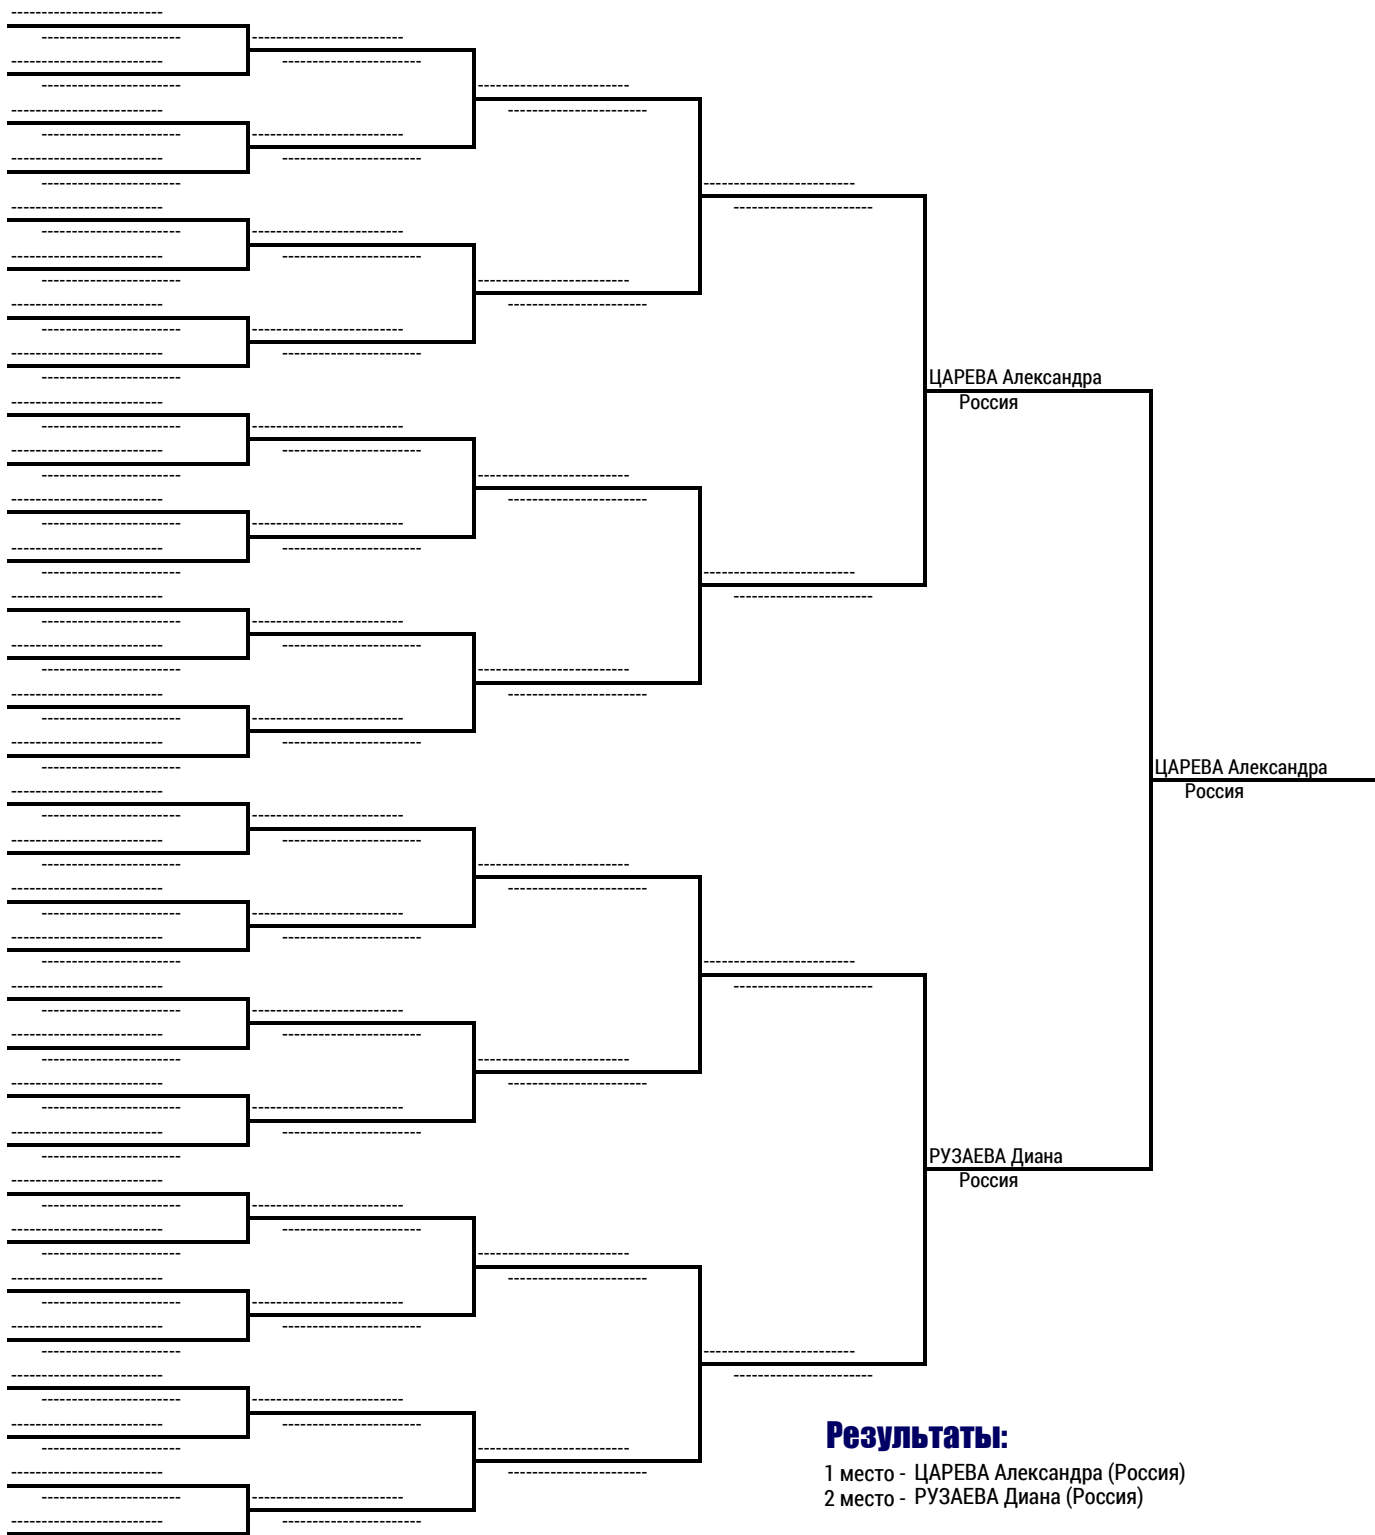 ЦАРЕВА Александра
Россия
ЦАРЕВА Александра
Россия
РУЗАЕВА Диана
Россия
Результаты:
1 место - ЦАРЕВА Александра (Россия)
2 место - РУЗАЕВА Диана (Россия)